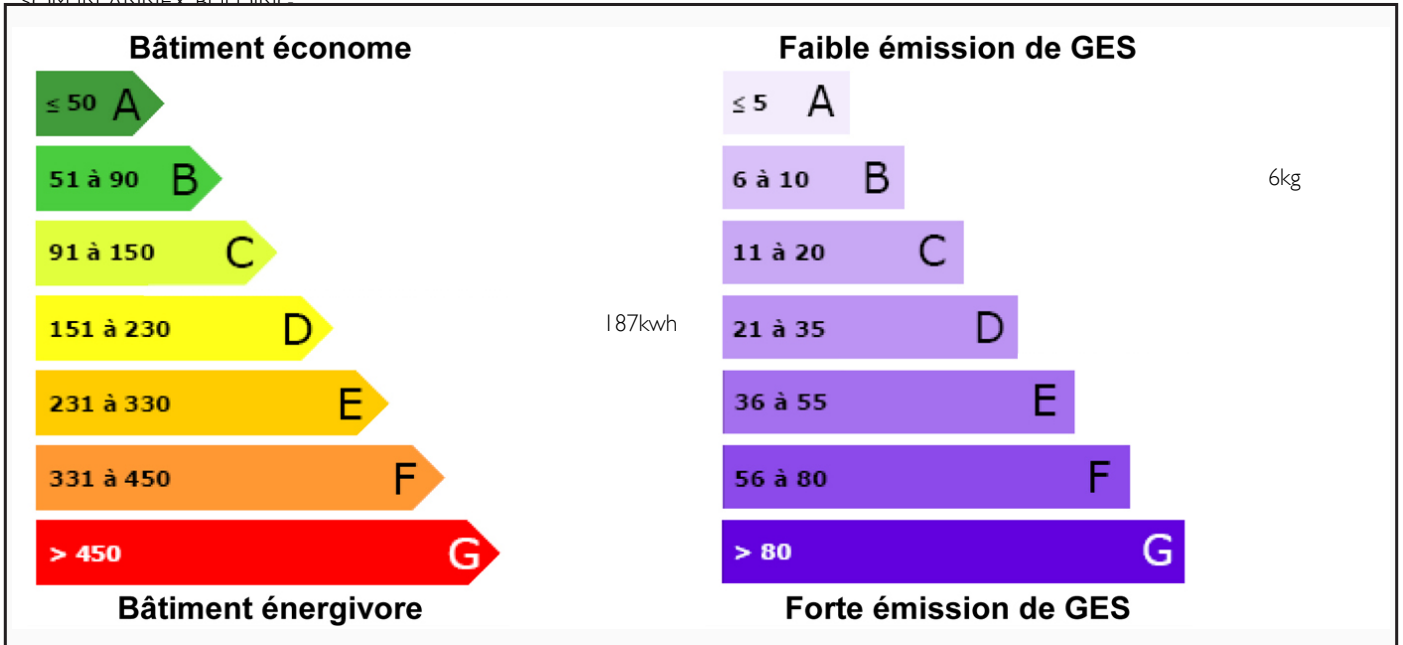 Bâtiment économe
≤ 50 A
51 à 90 B
91 à 150 C
151 à 230 D
187kwh
231 à 330 E
331 à 450 F
> 450 G
Bâtiment énergivore
Faible émission de GES
≤ 5 A
6 à 10 B
6kg
11 à 20 C
21 à 35 D
36 à 55 E
56 à 80 F
> 80 G
Forte émission de GES